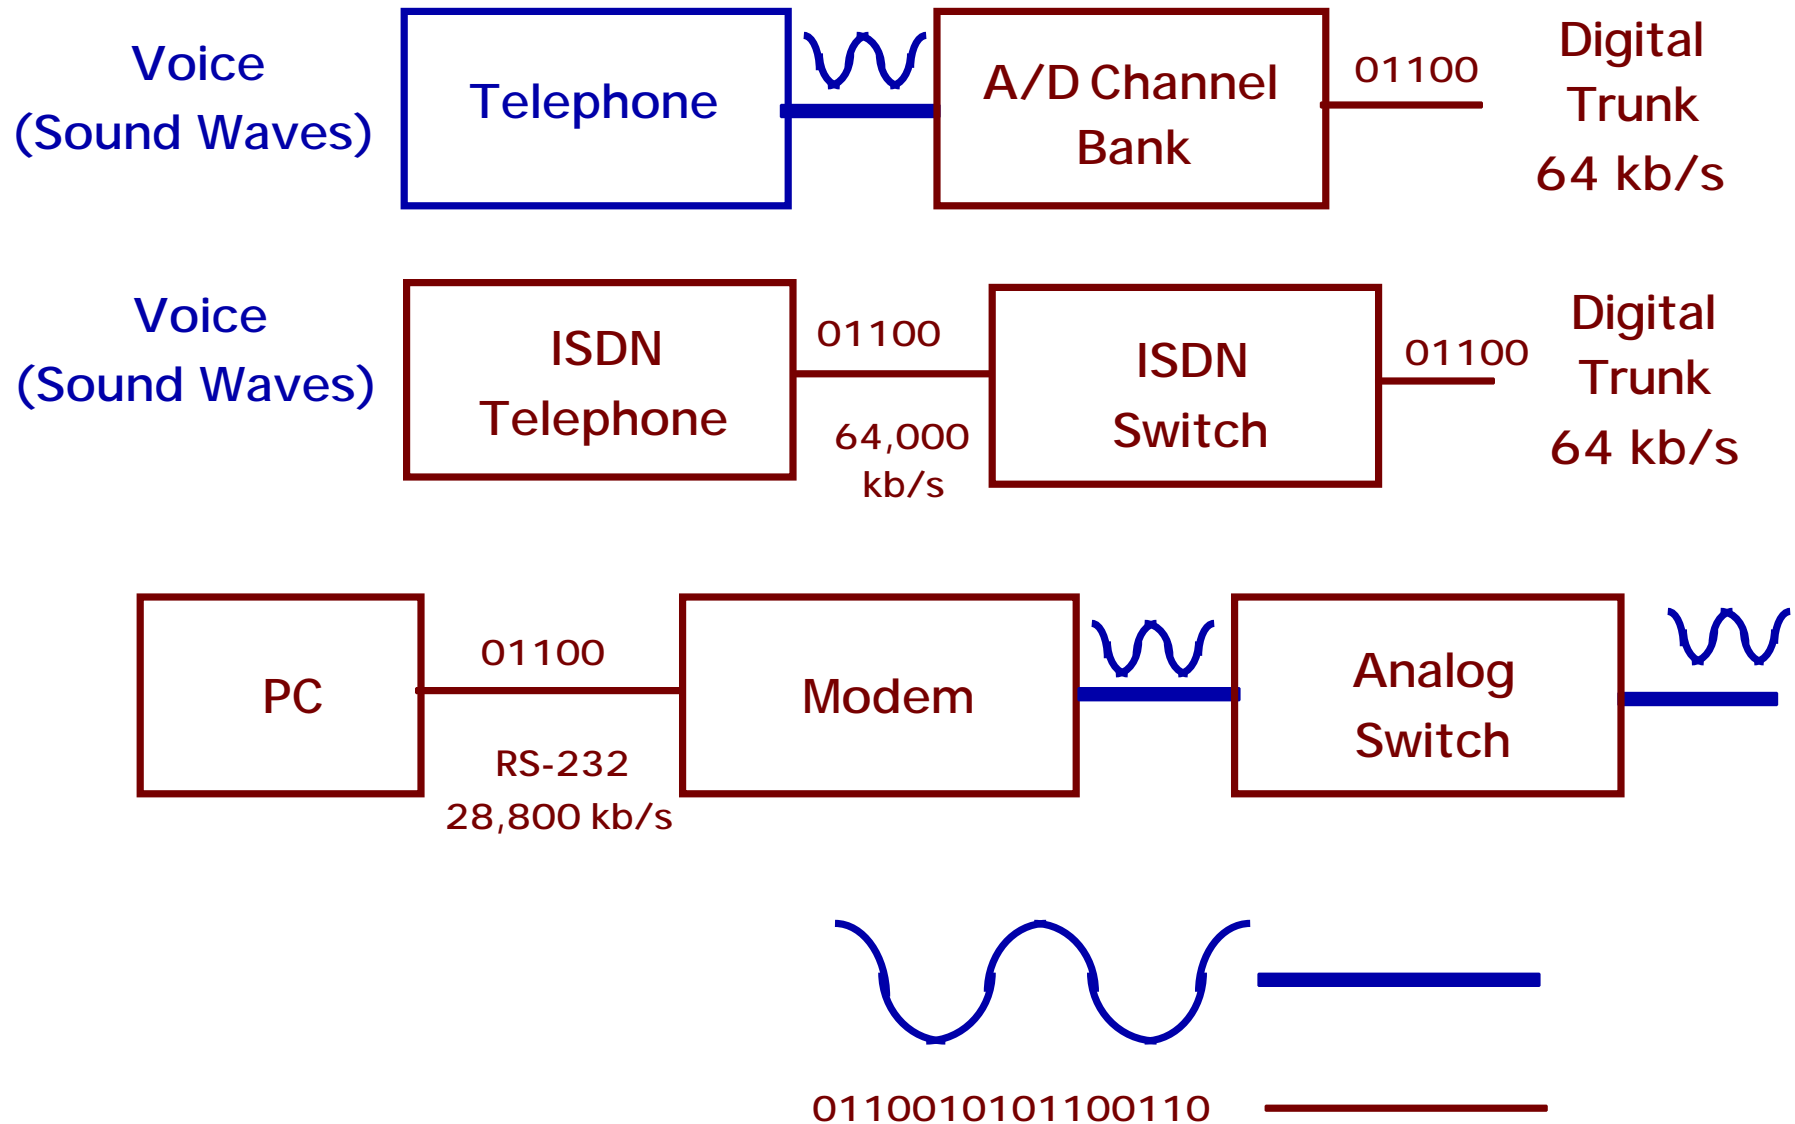 Voice
(Sound Waves)
Telephone
A/D Channel
Bank
01100
Digital
Trunk
64 kb/s
Voice
(Sound Waves)
ISDN
Telephone
01100
64,000
kb/s
ISDN
Switch
01100
Digital
Trunk
64 kb/s
PC
01100
RS-232
28,800 kb/s
Modem
Analog
Switch
0110010101100110